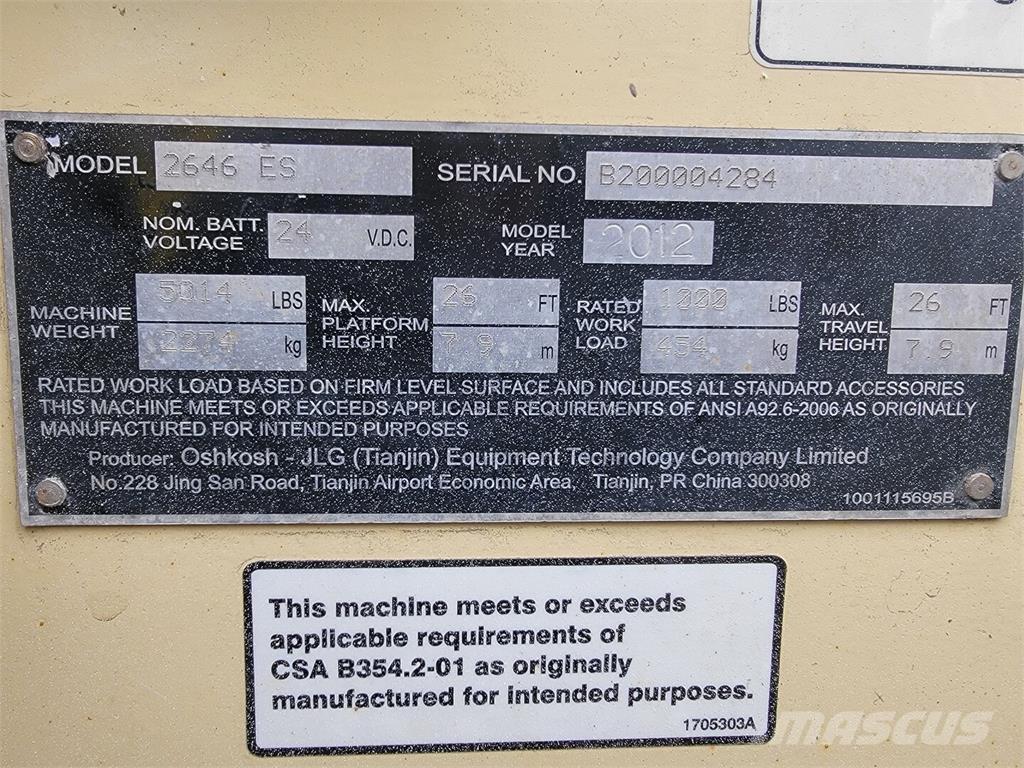 MODEL 2646 ES SERIAL NO. B200004284
NOM. BATT. VOLTAGE 24 V.D.C. MODEL YEAR 2012
MACHINE WEIGHT 5014 LBS 2274 kg MAX. PLATFORM HEIGHT 26 FT 7.9 m RATED WORK LOAD 1000 LBS 454 kg MAX. TRAVEL HEIGHT 26 FT 7.9 m
RATED WORK LOAD BASED ON FIRM LEVEL SURFACE AND INCLUDES ALL STANDARD ACCESSORIES
THIS MACHINE MEETS OR EXCEEDS APPLICABLE REQUIREMENTS OF ANSI A92.6-2006 AS ORIGINALLY
MANUFACTURED FOR INTENDED PURPOSES
Producer: Oshkosh - JLG (Tianjin) Equipment Technology Company Limited
No.228 Jing San Road, Tianjin Airport Economic Area, Tianjin, PR China 300308
1001115695B
This machine meets or exceeds
applicable requirements of
CSA B354.2-01 as originally
manufactured for intended purposes.
1705303A
MASCUS